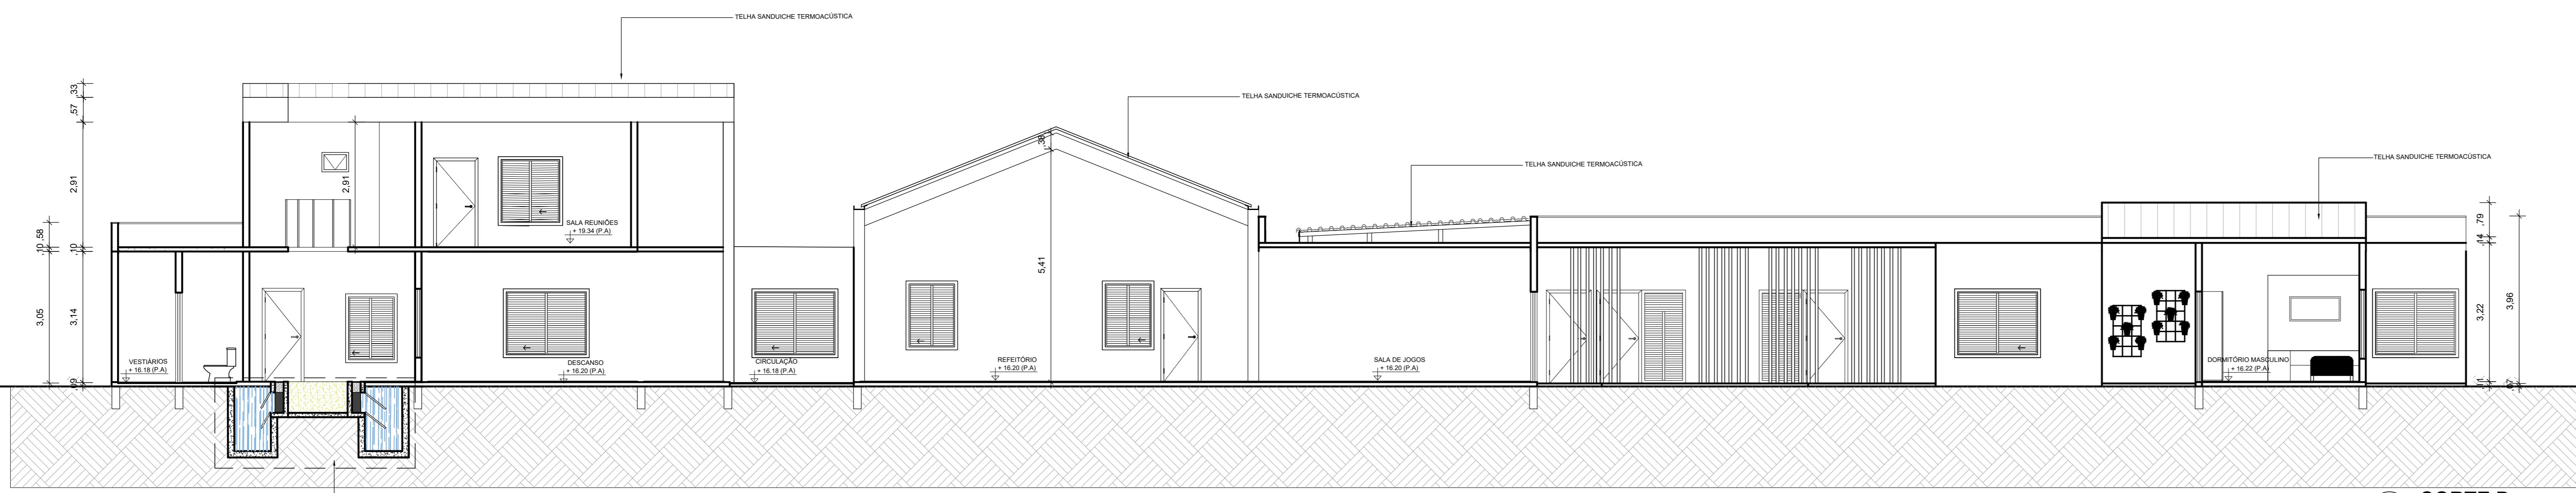 TELHA SANDUICHE TERMOACÚSTICA
TELHA SANDUICHE TERMOACÚSTICA
TELHA SANDUICHE TERMOACÚSTICA
TELHA SANDUICHE TERMOACÚSTICA
,33
,57
2,91
,10
3,14
,09
,58
,10
3,05
2,91
,38
5,41
SALA REUNIÕES
+ 19.34 (P.A)
VESTIÁRIOS
+ 16.18 (P.A)
DESCANSO
+ 16.20 (P.A)
CIRCULAÇÃO
+ 16.18 (P.A)
REFEITÓRIO
+ 16.20 (P.A)
SALA DE JOGOS
+ 16.20 (P.A)
DORMITÓRIO MASCULINO
+ 16.22 (P.A)
,79
,14
3,22
,11
3,96
,07